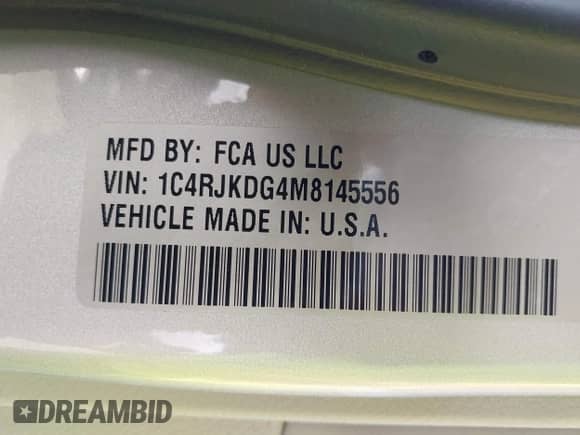 MFD BY: FCA US LLC
VIN: 1C4RJKDG4M8145556
VEHICLE MADE IN: U.S.A.
DREAMBID